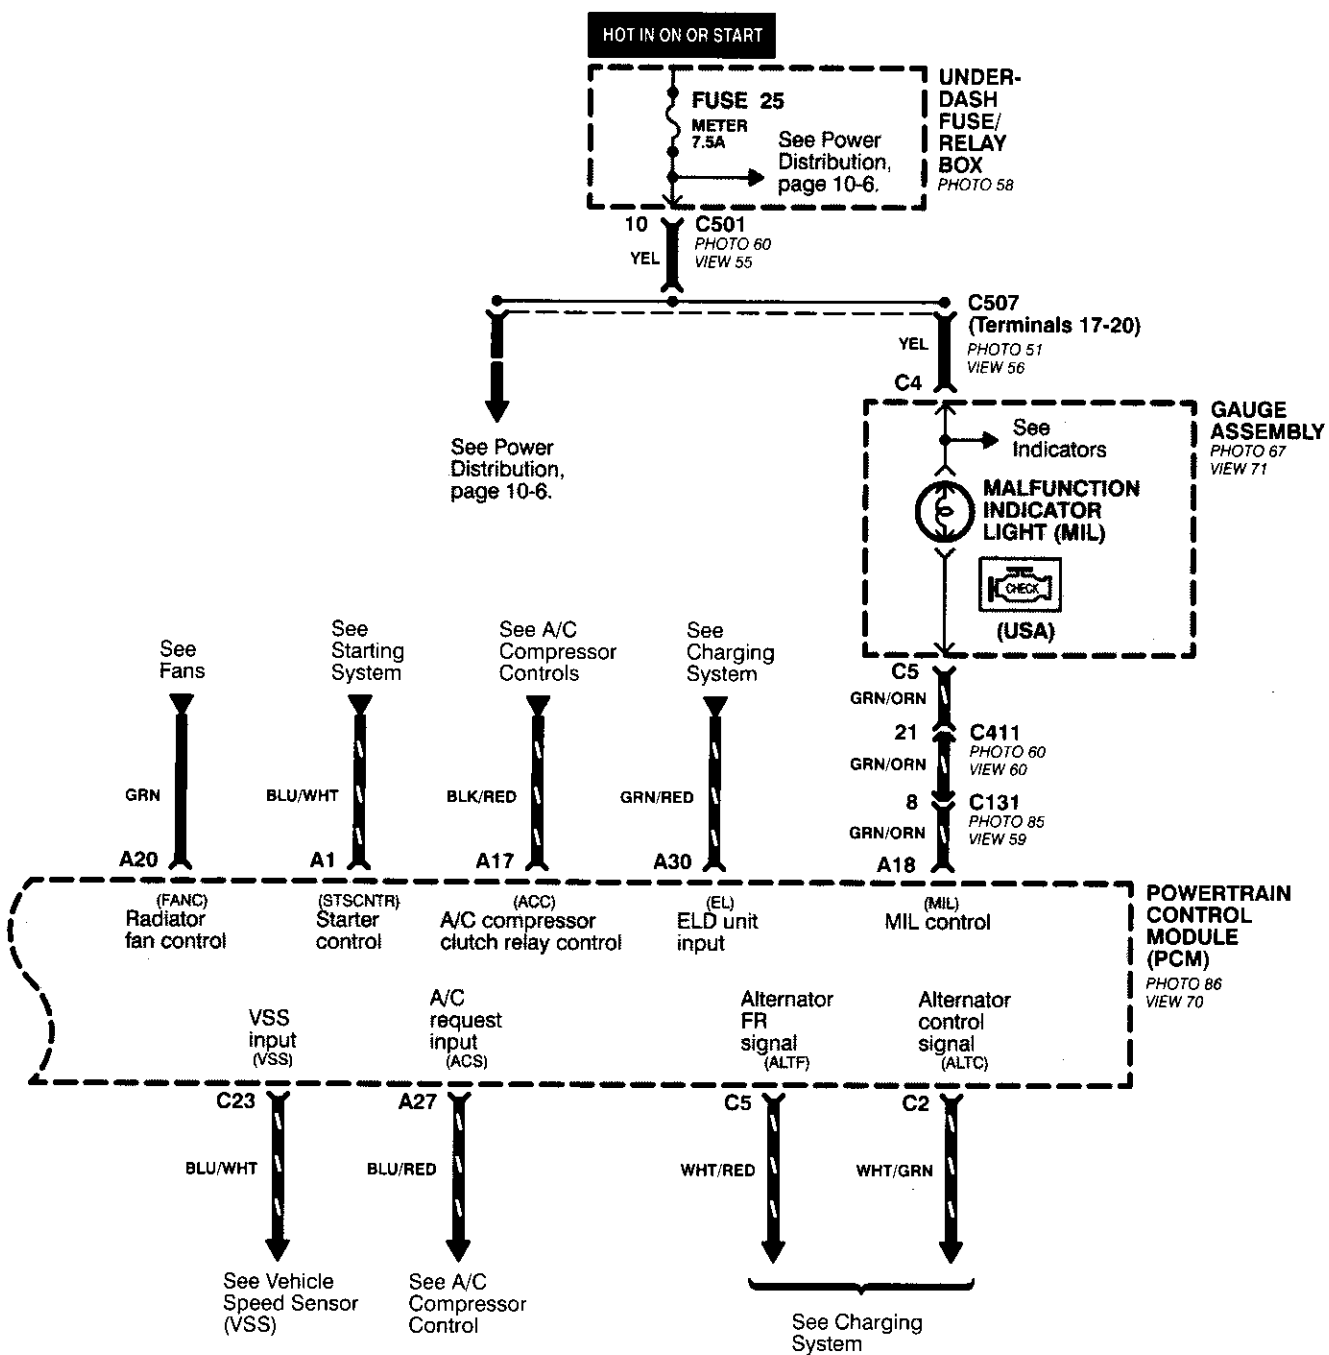 HOT IN ON OR START
FUSE 25
METER
7.5A
See Power
Distribution,
page 10-6.
UNDER-
DASH
FUSE/
RELAY
BOX
PHOTO 58
10
C501
PHOTO 60
VIEW 55
YEL
C507
(Terminals 17-20)
PHOTO 51
VIEW 56
YEL
C4
See Power
Distribution,
page 10-6.
See
Indicators
GAUGE
ASSEMBLY
PHOTO 67
VIEW 71
MALFUNCTION
INDICATOR
LIGHT (MIL)
CHECK
(USA)
C5
GRN/ORN
21
C411
PHOTO 60
VIEW 60
GRN/ORN
8
C131
PHOTO 85
VIEW 59
GRN/ORN
A18
See
Fans
See
Starting
System
See A/C
Compressor
Controls
See
Charging
System
GRN
BLU/WHT
BLK/RED
GRN/RED
A20
A1
A17
A30
(FANC)
Radiator
fan control
(STSCNTR)
Starter
control
(ACC)
A/C compressor
clutch relay control
(EL)
ELD unit
input
(MIL)
MIL control
POWERTRAIN
CONTROL
MODULE
(PCM)
PHOTO 86
VIEW 70
VSS
input
(VSS)
A/C
request
input
(ACS)
Alternator
FR
signal
(ALTF)
Alternator
control
signal
(ALTC)
C23
A27
C5
C2
BLU/WHT
BLU/RED
WHT/RED
WHT/GRN
See Vehicle
Speed Sensor
(VSS)
See A/C
Compressor
Control
See Charging
System